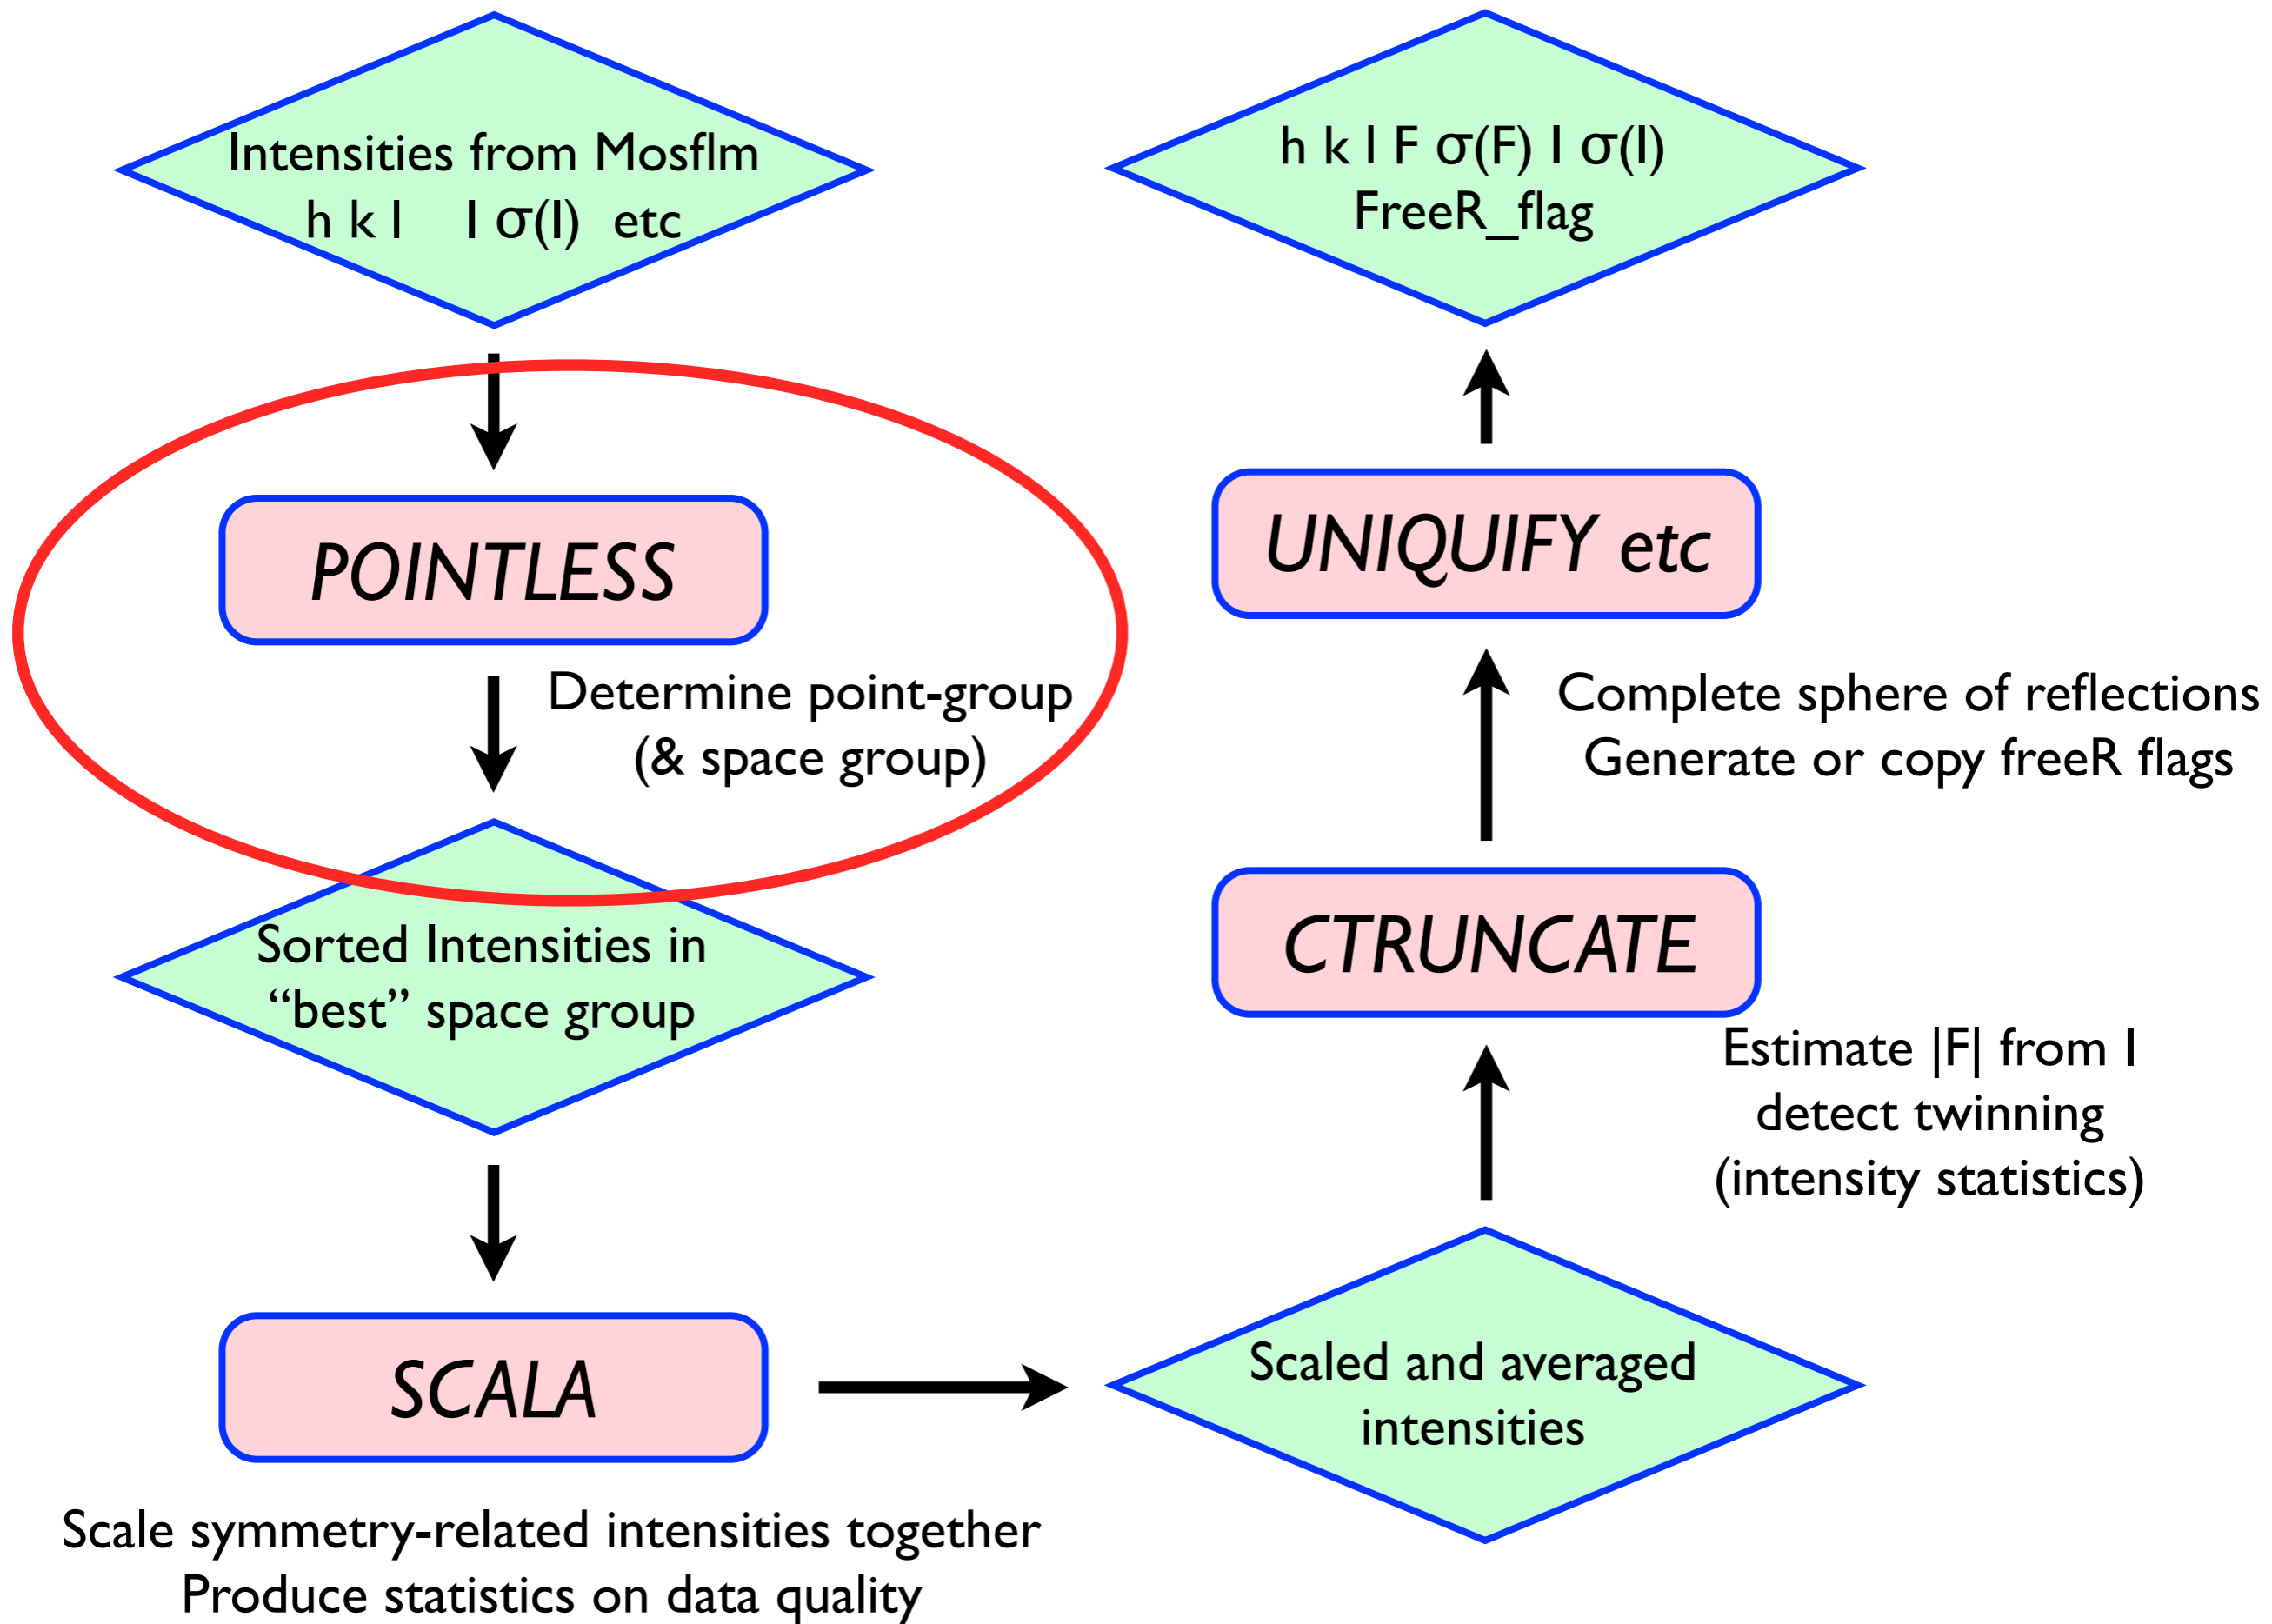 Intensities from Mosflm
h k l    I σ(I)  etc
POINTLESS
Determine point-group
(& space group)
Sorted Intensities in
“best” space group
SCALA
Scale symmetry-related intensities together
Produce statistics on data quality
Scaled and averaged
intensities
Estimate |F| from I
detect twinning
(intensity statistics)
CTRUNCATE
Complete sphere of reflections
Generate or copy freeR flags
UNIQUIFY etc
h k l F σ(F) I σ(I)
FreeR_flag